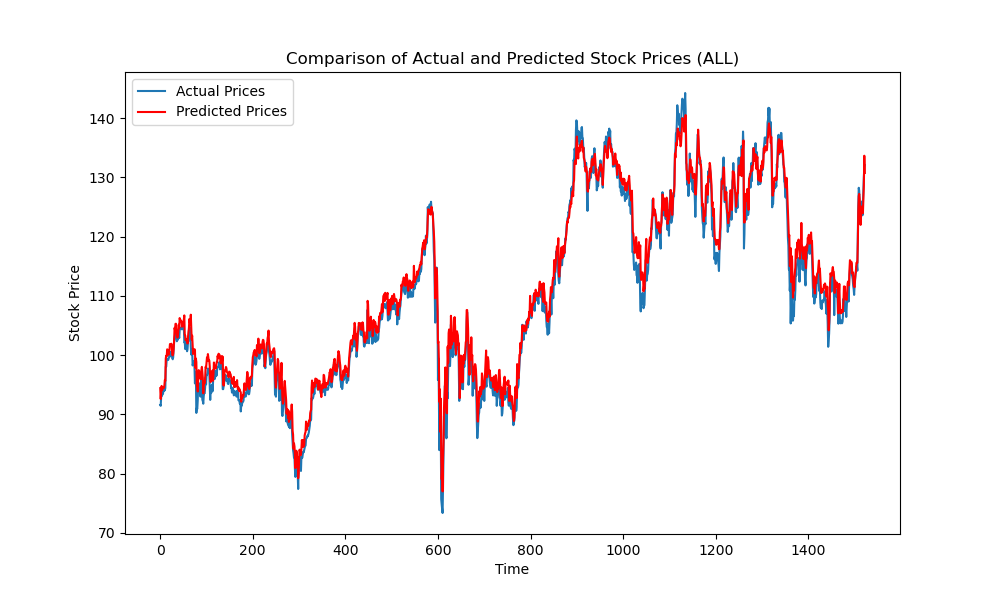 Comparison of Actual and Predicted Stock Prices (ALL)
Actual Prices
Predicted Prices
Stock Price
140
130
120
110
100
90
80
70
0 200 400 600 800 1000 1200 1400
Time